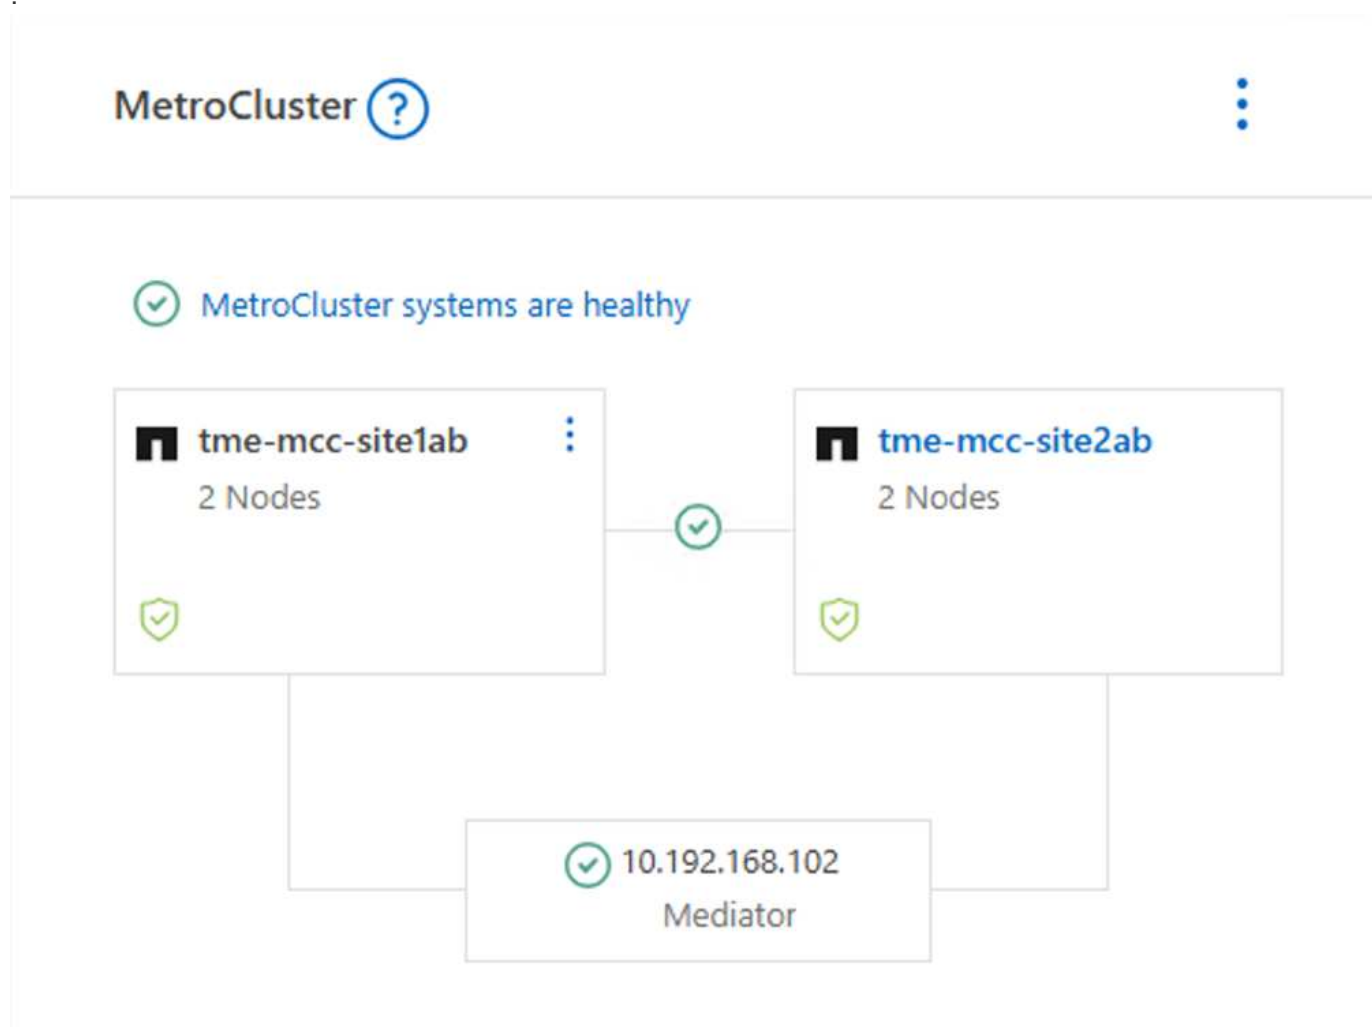 MetroCluster ?
MetroCluster systems are healthy
tme-mcc-site1ab
2 Nodes
tme-mcc-site2ab
2 Nodes
10.192.168.102
Mediator